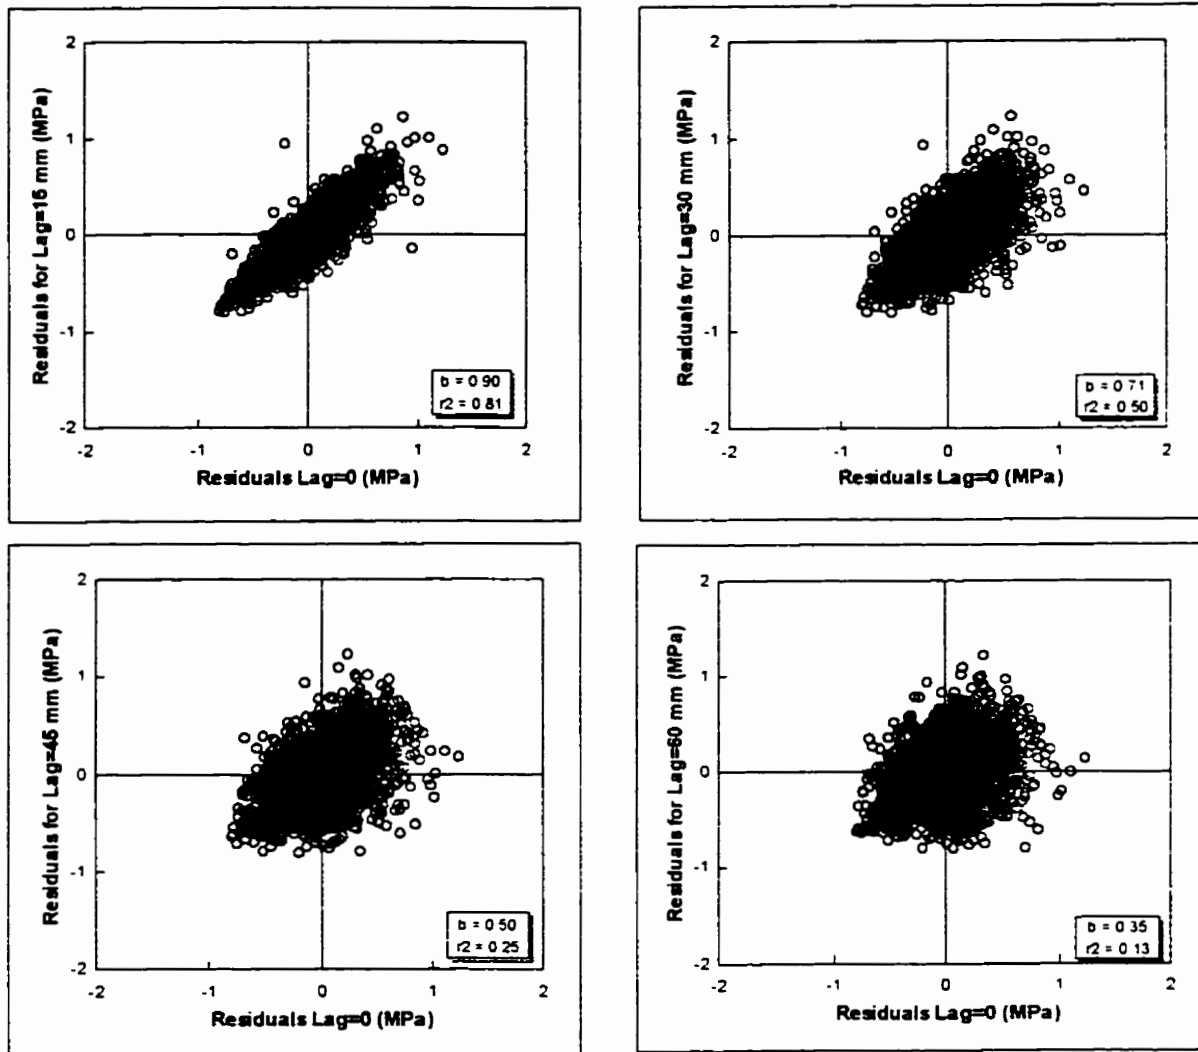 2
1
0
-1
-2
-2
-1
0
1
2
Residuals for Lag=15 mm (MPa)
Residuals Lag=0 (MPa)
b = 0 90
r2 = 0.81
2
1
0
-1
-2
-2
-1
0
1
2
Residuals for Lag=30 mm (MPa)
Residuals Lag=0 (MPa)
b = 0 71
r2 = 0.50
2
1
0
-1
-2
-2
-1
0
1
2
Residuals for Lag=45 mm (MPa)
Residuals Lag=0 (MPa)
b = 0 50
r2 = 0 25
2
1
0
-1
-2
-2
-1
0
1
2
Residuals for Lag=60 mm (MPa)
Residuals Lag=0 (MPa)
b = 0 35
r2 = 0 13